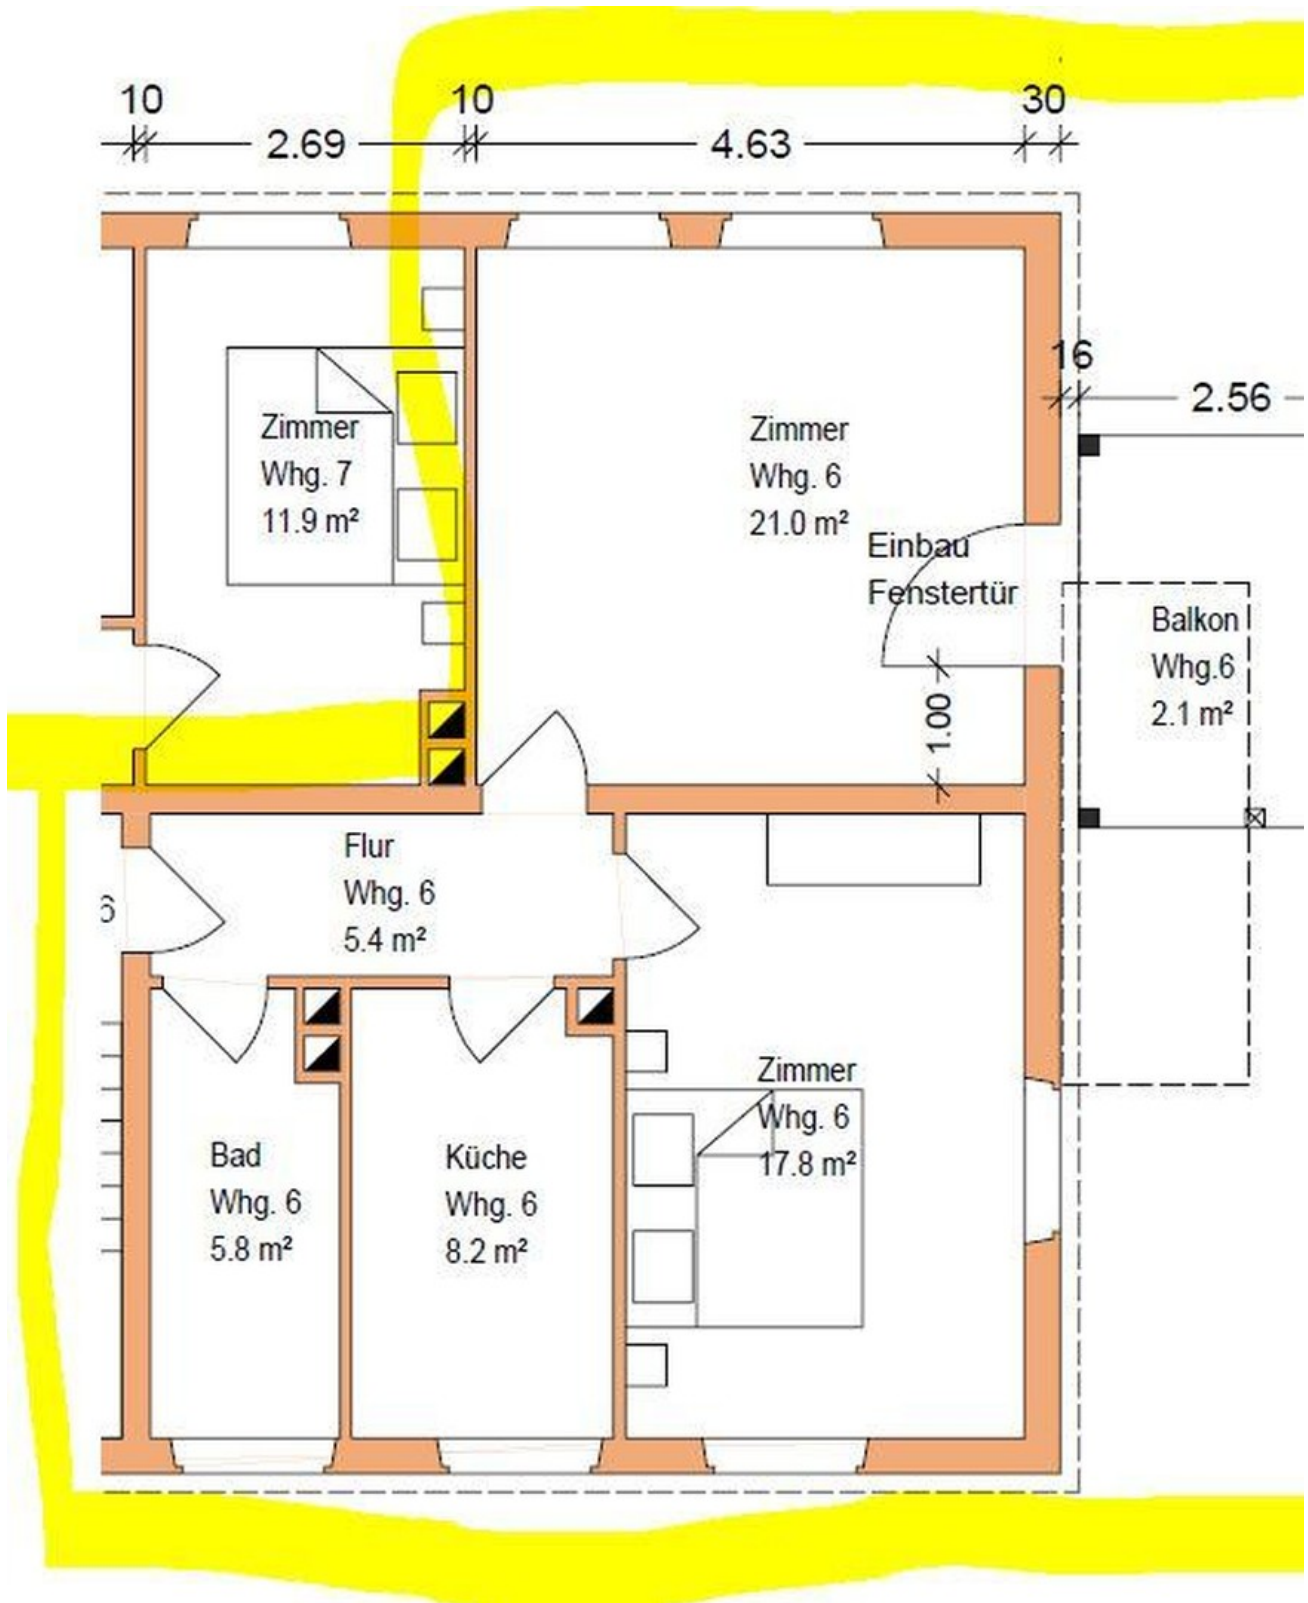 10
10
30
2.69
4.63
16
2.56
Zimmer
Whg. 7
11.9 m²
Zimmer
Whg. 6
21.0 m²
Einbau
Fenstertür
Balkon
Whg.6
2.1 m²
1.00
Flur
Whg. 6
5.4 m²
6
Zimmer
Whg. 6
17.8 m²
Bad
Whg. 6
5.8 m²
Küche
Whg. 6
8.2 m²